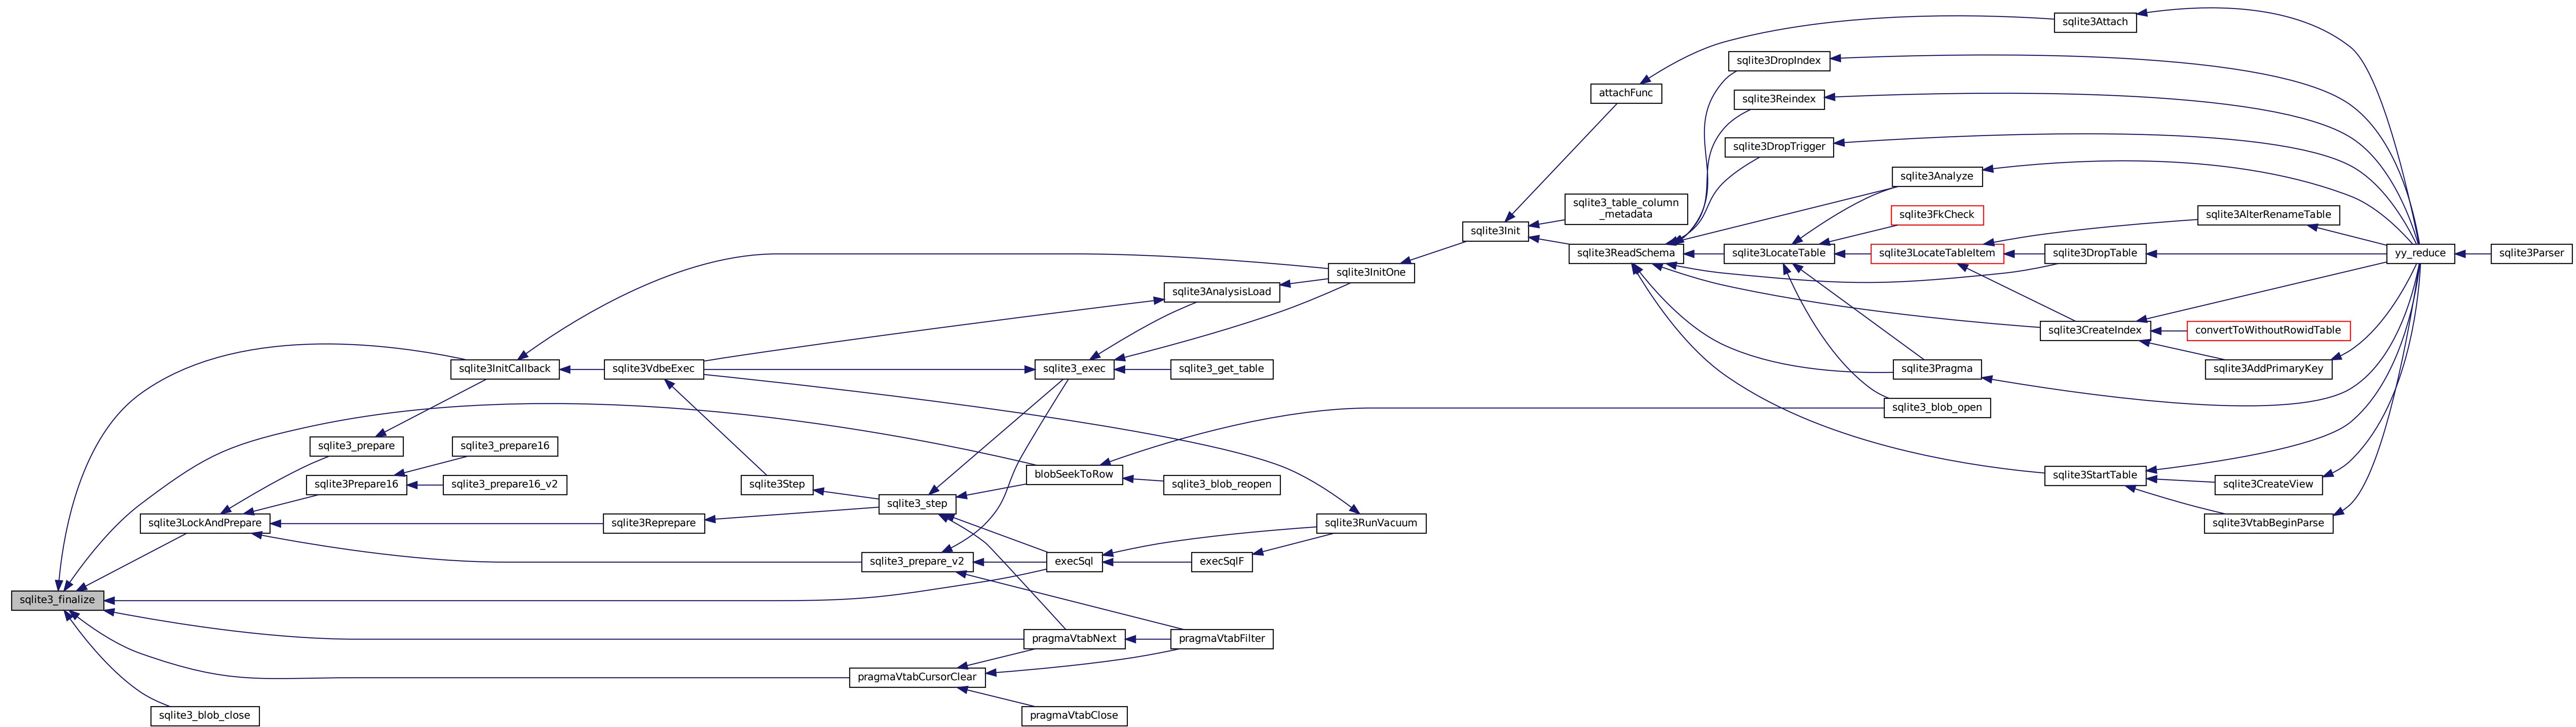 sqlite3Attach
sqlite3DropIndex
attachFunc
sqlite3Reindex
sqlite3DropTrigger
sqlite3Analyze
sqlite3_table_column
_metadata
sqlite3FkCheck
sqlite3AlterRenameTable
sqlite3Init
sqlite3ReadSchema
sqlite3LocateTable
sqlite3LocateTableItem
sqlite3DropTable
yy_reduce
sqlite3Parser
sqlite3InitOne
sqlite3AnalysisLoad
sqlite3CreateIndex
convertToWithoutRowidTable
sqlite3InitCallback
sqlite3VdbeExec
sqlite3_exec
sqlite3_get_table
sqlite3Pragma
sqlite3AddPrimaryKey
sqlite3_blob_open
sqlite3_prepare
sqlite3_prepare16
blobSeekToRow
sqlite3StartTable
sqlite3Prepare16
sqlite3_prepare16_v2
sqlite3Step
sqlite3_blob_reopen
sqlite3CreateView
sqlite3_step
sqlite3LockAndPrepare
sqlite3Reprepare
sqlite3RunVacuum
sqlite3VtabBeginParse
sqlite3_prepare_v2
execSql
execSqlF
sqlite3_finalize
pragmaVtabNext
pragmaVtabFilter
pragmaVtabCursorClear
sqlite3_blob_close
pragmaVtabClose